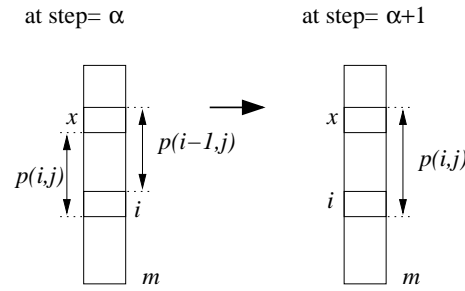 at step= α
at step= α+1
x
p(i−1,j)
p(i,j)
i
m
x
p(i,j)
i
m